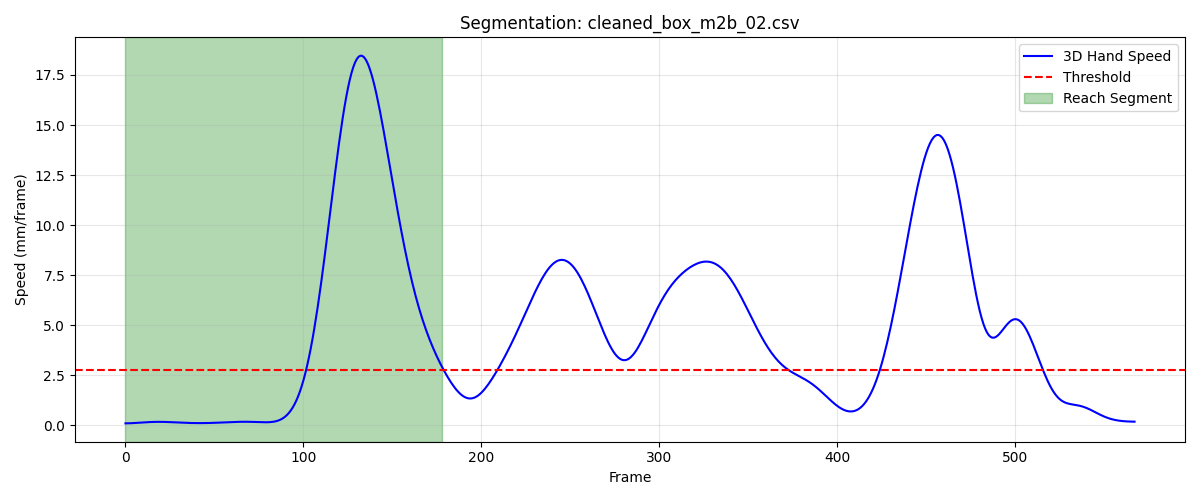 Segmentation: cleaned_box_m2b_02.csv
3D Hand Speed
Threshold
Reach Segment
Speed (mm/frame)
17.5
15.0
12.5
10.0
7.5
5.0
2.5
0.0
0 100 200 300 400 500
Frame